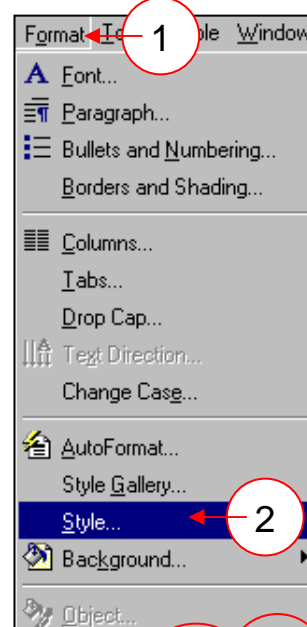 Format 1 ble Window
Font...
Paragraph...
Bullets and Numbering...
Borders and Shading...
Columns...
Tabs...
Drop Cap...
Text Direction...
Change Case...
AutoFormat...
Style Gallery...
Style... 2
Background...
Object...